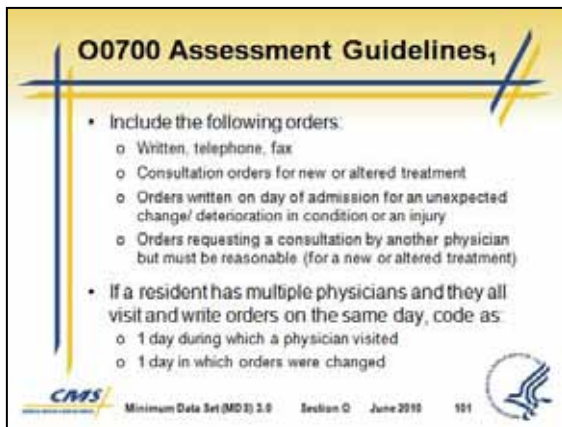 O0700 Assessment Guidelines1
• Include the following orders:
o Written, telephone, fax
o Consultation orders for new or altered treatment
o Orders written on day of admission for an unexpected
change/ deterioration in condition or an injury
o Orders requesting a consultation by another physician
but must be reasonable (for a new or altered treatment)
• If a resident has multiple physicians and they all
visit and write orders on the same day, code as:
o 1 day during which a physician visited
o 1 day in which orders were changed
CMS
Minimum Data Set (MDS) 3.0 Section O June 2010 101